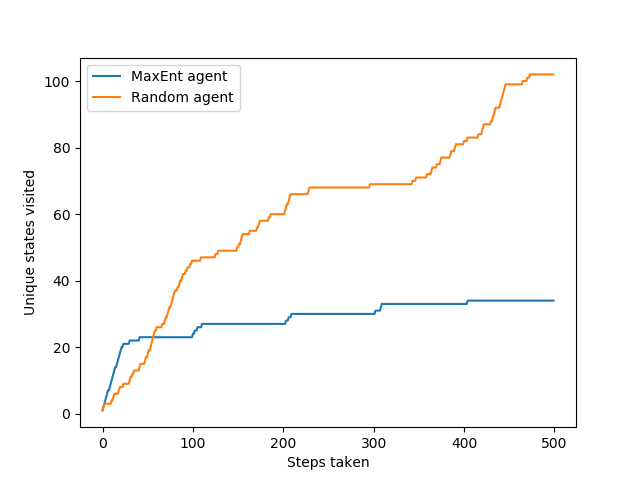 MaxEnt agent
Random agent
100
80
60
40
20
0
Unique states visited
0 100 200 300 400 500
Steps taken